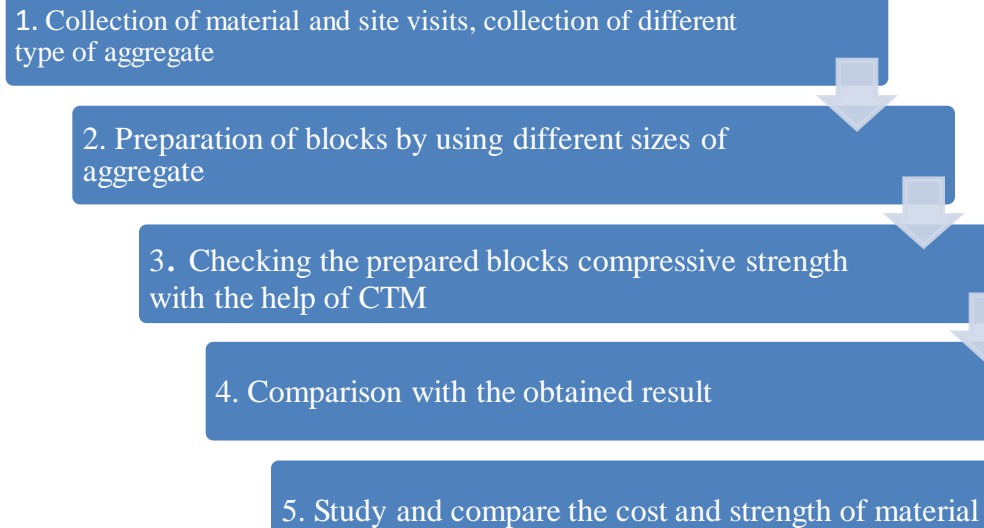 1. Collection of material and site visits, collection of different
type of aggregate
2. Preparation of blocks by using different sizes of
aggregate
3. Checking the prepared blocks compressive strength
with the help of CTM
4. Comparison with the obtained result
5. Study and compare the cost and strength of material